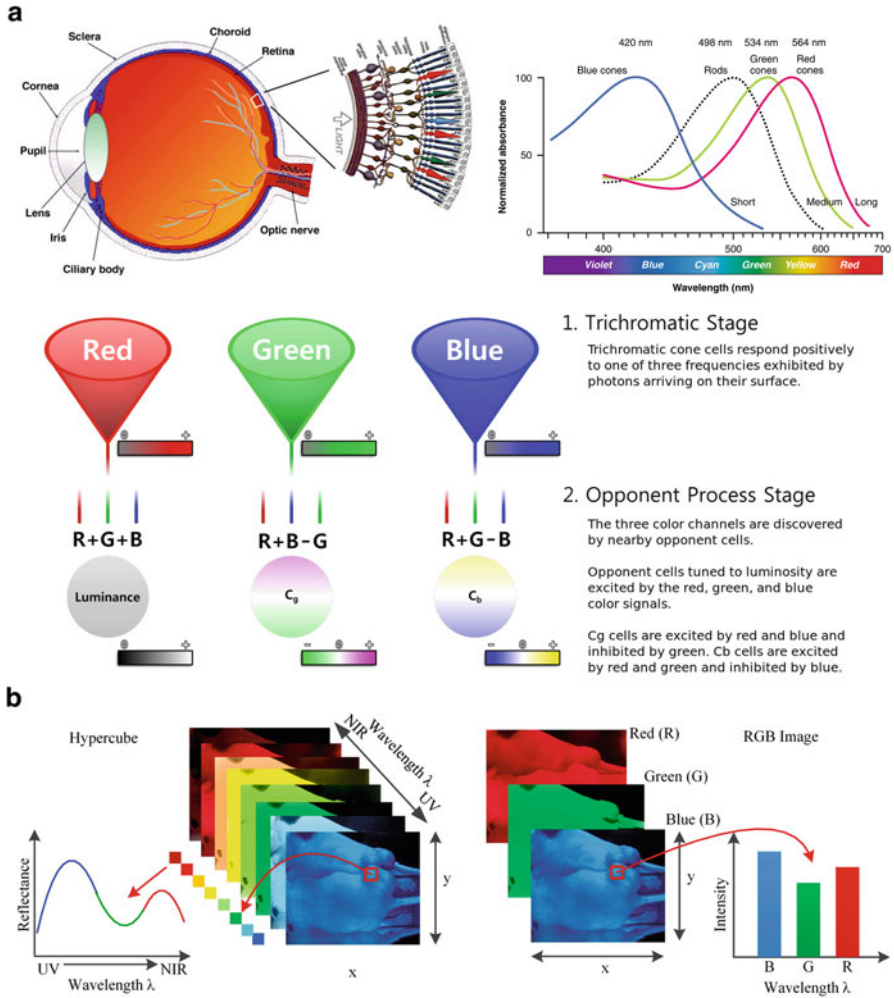 a
Sclera
Choroid
Retina
Cornea
Pupil
Lens
Iris
Ciliary body
Optic nerve
LIGHT
420 nm
498 nm
534 nm
564 nm
Blue cones
Rods
Green
cones
Red
cones
Normalized absorbance
100
50
0
Short
Medium
Long
400
500
600
700
Violet
Blue
Cyan
Green
Yellow
Red
Wavelength (nm)
Red
Green
Blue
1. Trichromatic Stage
Trichromatic cone cells respond positively
to one of three frequencies exhibited by
photons arriving on their surface.
0 +
0 +
0 +
R+G+B
R+B-G
R+G-B
Luminance
Cg
Cb
0 +
- 0 +
- 0 +
2. Opponent Process Stage
The three color channels are discovered
by nearby opponent cells.
Opponent cells tuned to luminosity are
excited by the red, green, and blue
color signals.
Cg cells are excited by red and blue and
inhibited by green. Cb cells are excited
by red and green and inhibited by blue.
b
Hypercube
NIR
Wavelength λ
UV
y
x
Reflectance
UV
NIR
Wavelength λ
Red (R)
Green (G)
Blue (B)
y
x
RGB Image
Intensity
B G R
Wavelength λ